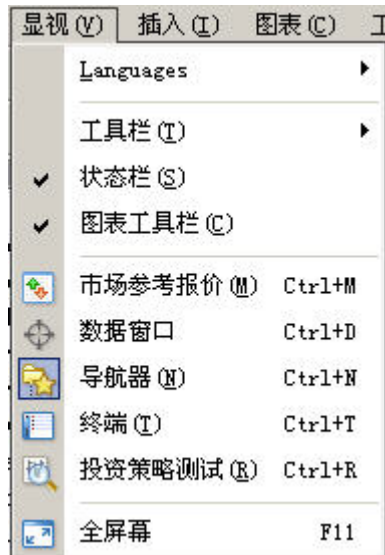 显视(V) 插入(I) 图表(C)
Languages
工具栏(T)
状态栏(S)
图表工具栏(C)
市场参考报价(M) Ctrl+M
数据窗口 Ctrl+D
导航器(N) Ctrl+N
终端(T) Ctrl+T
投资策略测试(R) Ctrl+R
全屏幕 F11